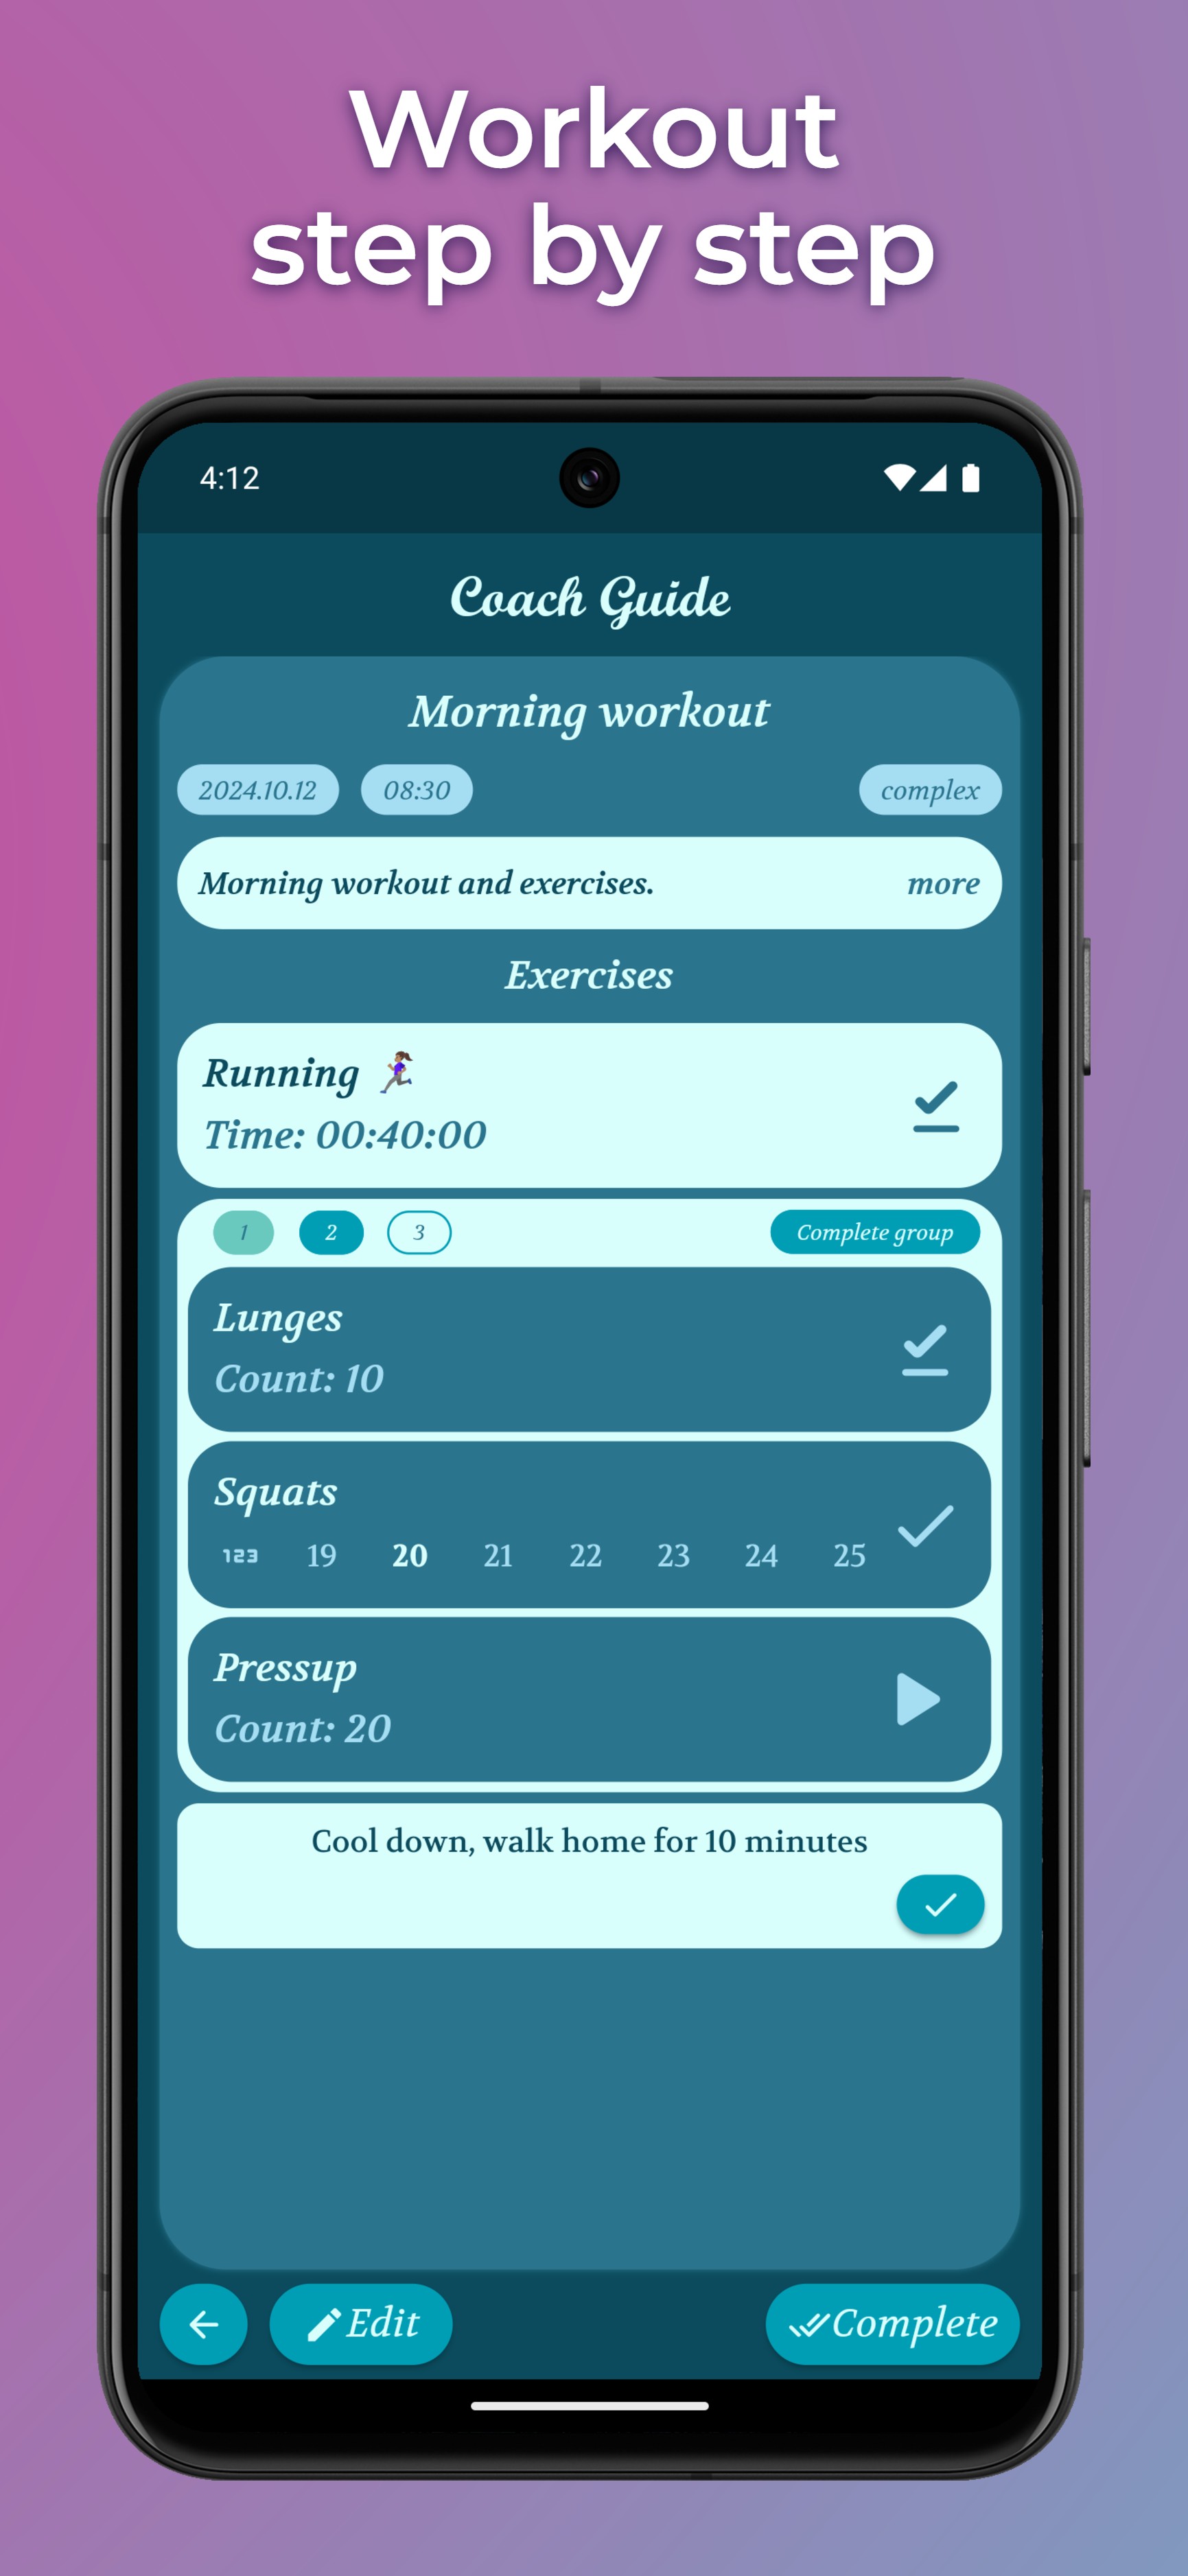 Workout
step by step
4:12
Coach Guide
Morning workout
2024.10.12 08:30 complex
Morning workout and exercises. more
Exercises
Running 🏃🏽‍♀️
Time: 00:40:00
1 2 3 Complete group
Lunges
Count: 10
Squats
123 19 20 21 22 23 24 25
Pressup
Count: 20
Cool down, walk home for 10 minutes
Edit Complete